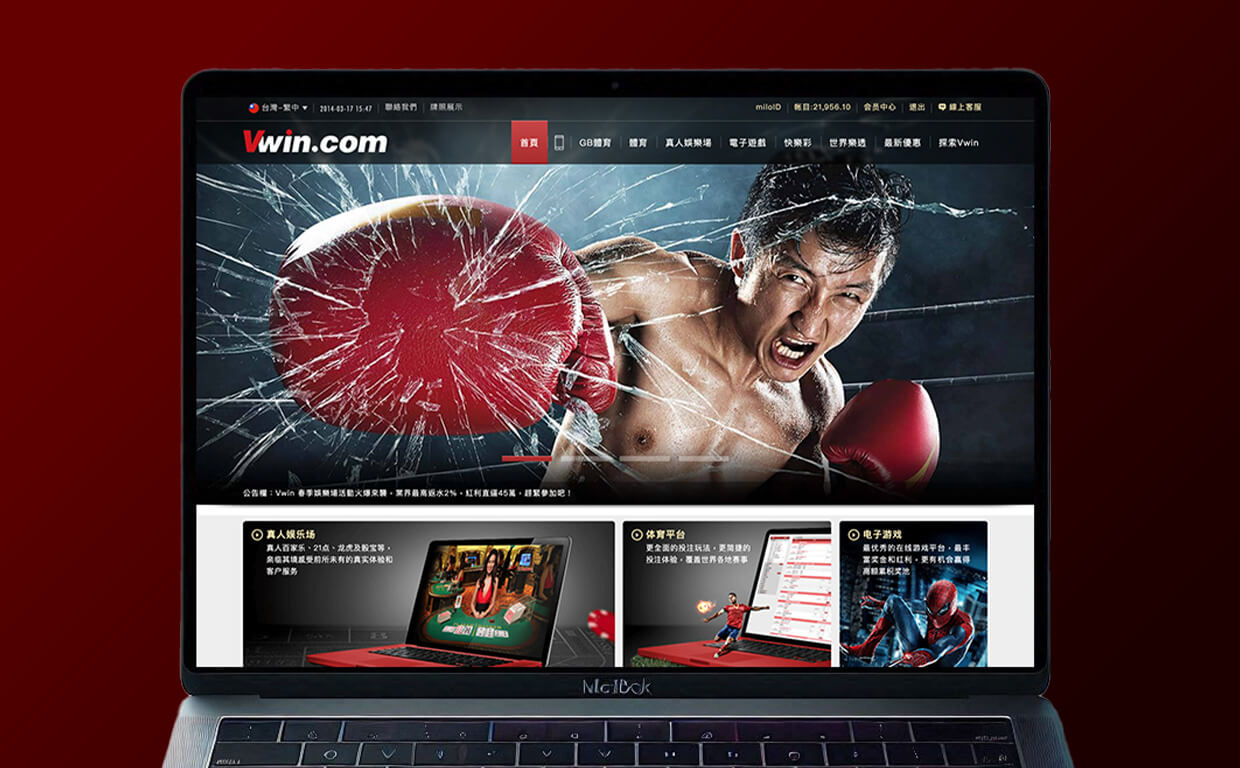 台灣-繁中
2014-03-17 15:47
聯絡我們
牌照展示
miloID
帳目:21,956.10
会员中心
退出
線上客服
Vwin.com
首頁
GB體育
體育
真人娛樂場
電子遊戲
快樂彩
世界樂透
最新優惠
探索Vwin
公告欄：Vwin 春季娛樂場活動火爆來襲，業界最高返水2%，紅利直逼45萬，趕緊參加吧！
真人娱乐场
真人百家乐、21点、龙虎及骰宝等，
亲临其境感受前所未有的真实体验和
客户服务
体育平台
更全面的投注玩法，更简捷的
投注体验，覆盖世界各地赛事
电子游戏
最优秀的在线游戏平台，最丰
富奖金和红利，更有机会赢得
高额累积奖池